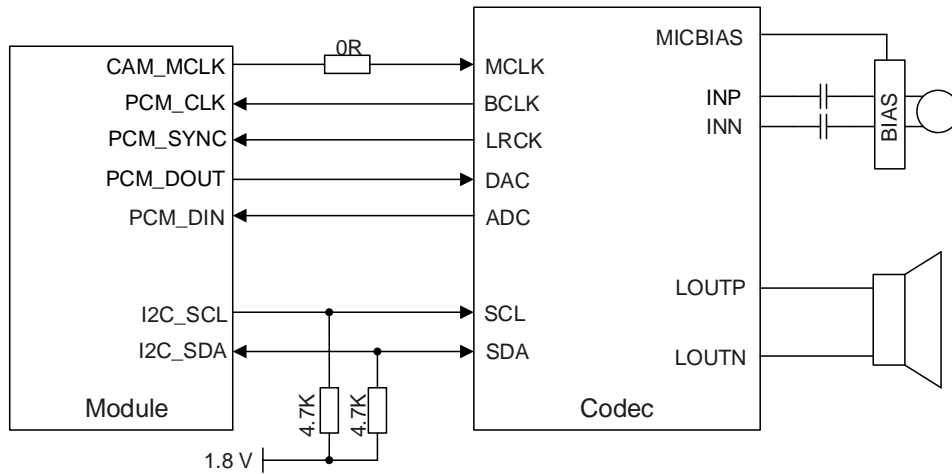 0R
MICBIAS
CAM_MCLK
MCLK
PCM_CLK
BCLK
INP
PCM_SYNC
LRCK
INN
BIAS
PCM_DOUT
DAC
PCM_DIN
ADC
LOUTP
I2C_SCL
SCL
I2C_SDA
SDA
LOUTN
4.7K
4.7K
Module
Codec
1.8 V